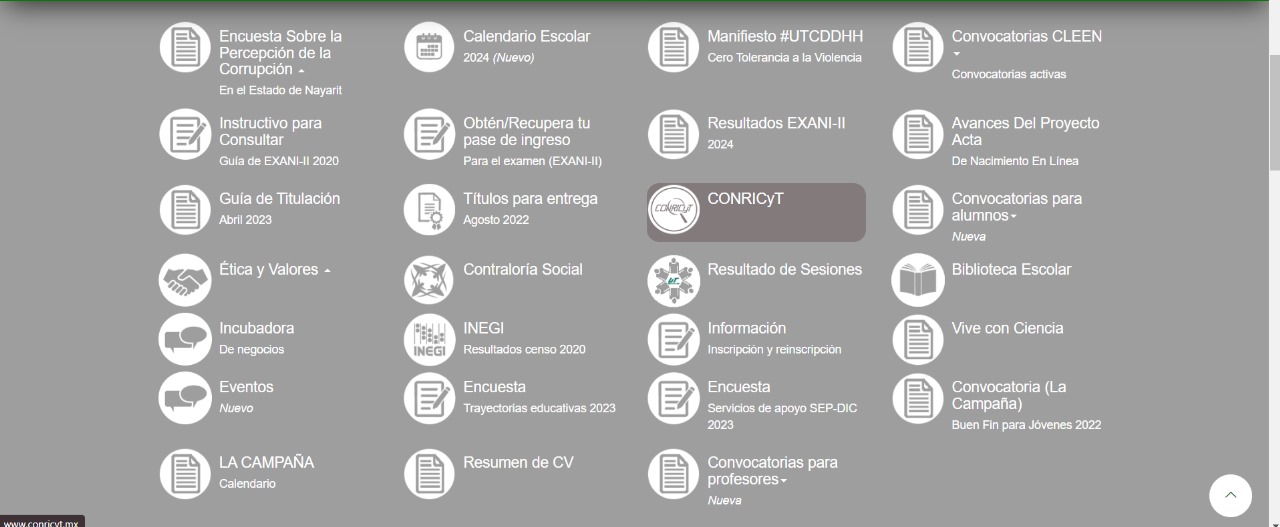 Encuesta Sobre la
Percepción de la
Corrupción
En el Estado de Nayarit
Calendario Escolar
2024 (Nuevo)
Manifiesto #UTCDDHH
Cero Tolerancia a la Violencia
Convocatorias CLEEN
Convocatorias activas
Instructivo para
Consultar
Guía de EXANI-II 2020
Obtén/Recupera tu
pase de ingreso
Para el examen (EXANI-II)
Resultados EXANI-II
2024
Avances Del Proyecto
Acta
De Nacimiento En Línea
Guía de Titulación
Abril 2023
Títulos para entrega
Agosto 2022
CONRICyT
CONRICyT
Convocatorias para
alumnos
Nueva
Ética y Valores
Contraloría Social
Resultado de Sesiones
Biblioteca Escolar
Incubadora
De negocios
INEGI
INEGI
Resultados censo 2020
Información
Inscripción y reinscripción
Vive con Ciencia
Eventos
Nuevo
Encuesta
Trayectorias educativas 2023
Encuesta
Servicios de apoyo SEP-DIC
2023
Convocatoria (La
Campaña)
Buen Fin para Jóvenes 2022
LA CAMPAÑA
Calendario
Resumen de CV
Convocatorias para
profesores
Nueva
www.conricyt.mx